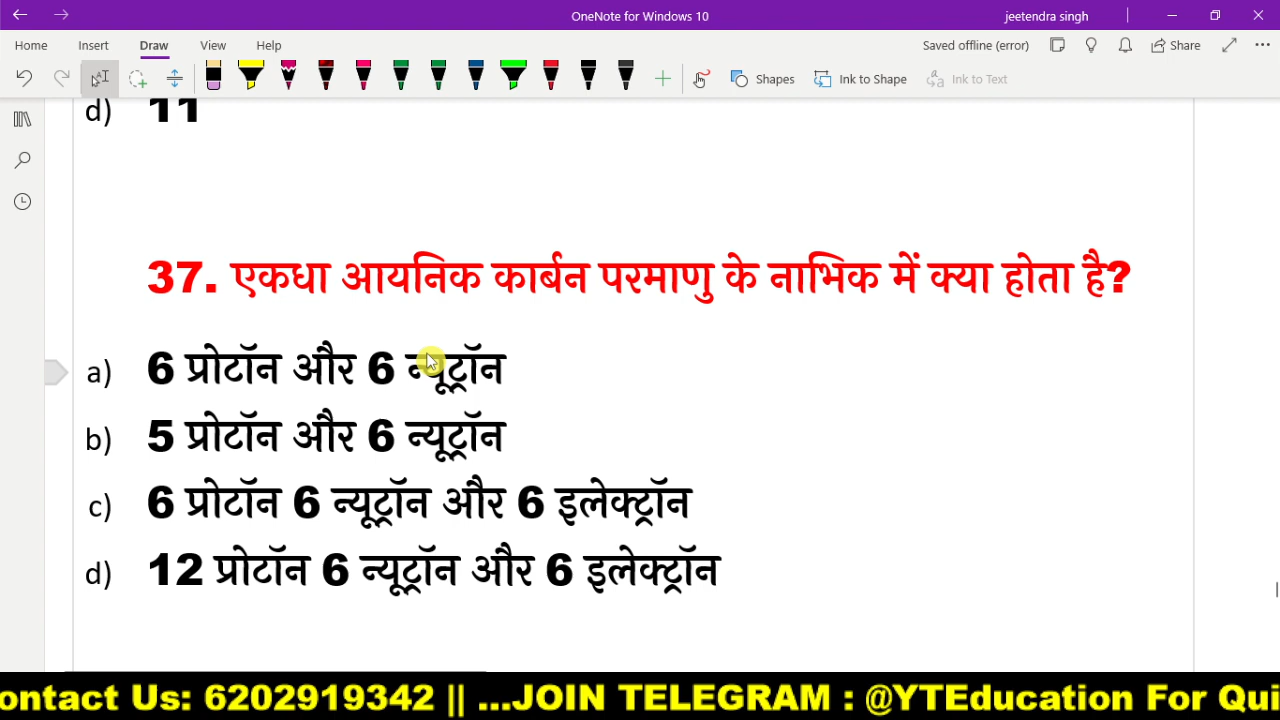 OneNote for Windows 10
jeetendra singh
Home Insert Draw View Help
Saved offline (error)
Share
Shapes
Ink to Shape
Ink to Text
d) 11
37. एकधा आयनिक कार्बन परमाणु के नाभिक में क्या होता है?
a) 6 प्रोटॉन और 6 न्यूट्रॉन
b) 5 प्रोटॉन और 6 न्यूट्रॉन
c) 6 प्रोटॉन 6 न्यूट्रॉन और 6 इलेक्ट्रॉन
d) 12 प्रोटॉन 6 न्यूट्रॉन और 6 इलेक्ट्रॉन
ontact Us: 6202919342 || ...JOIN TELEGRAM : @YTEducation For Qui